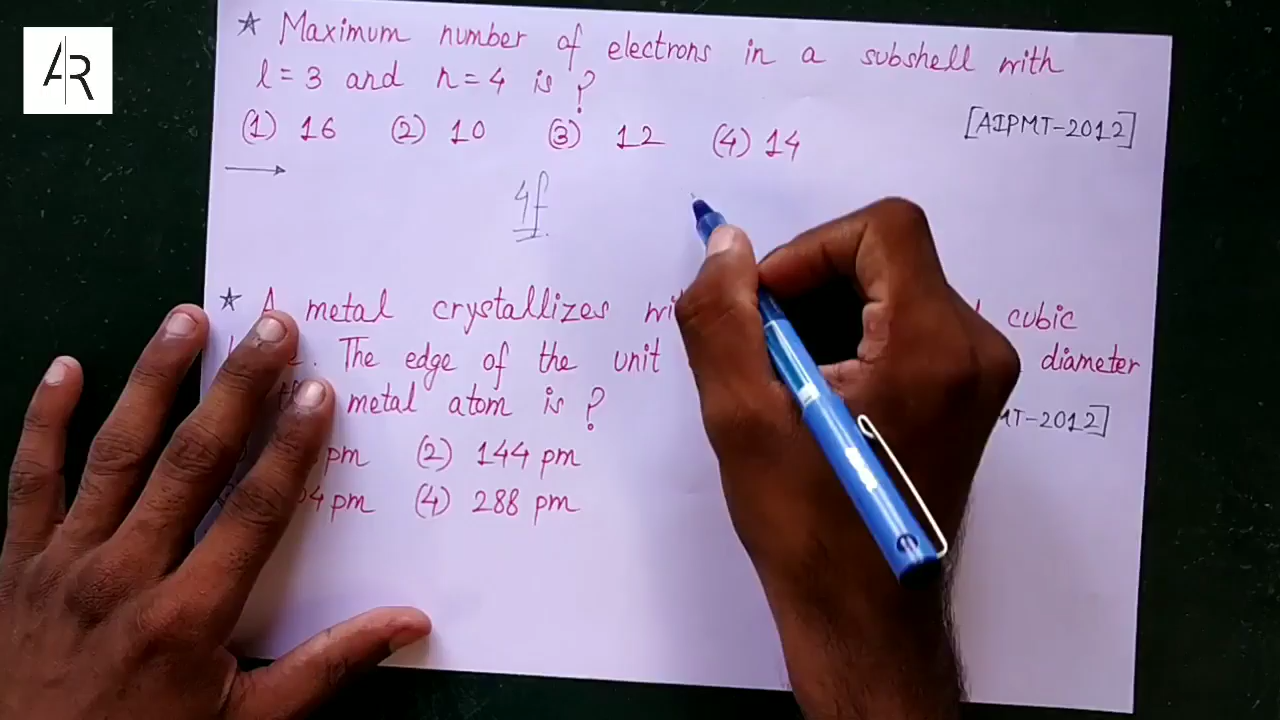 AR
★ Maximum number of electrons in a subshell with
l = 3 and n = 4 is ?
(1) 16 (2) 10 (3) 12 (4) 14 [AIPMT-2012]
4f
★ A metal crystallizes cubic
The edge of the unit diameter
metal atom is ? MT-2012]
pm (2) 144 pm
04 pm (4) 288 pm